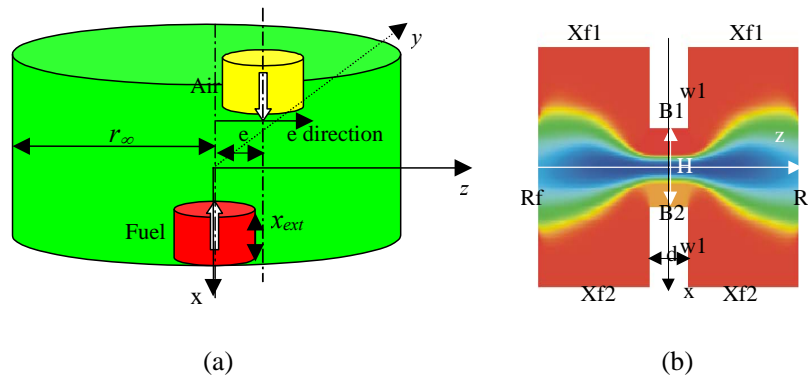 y
Air
e
e direction
r∞
z
Fuel
x_ext
x
(a)
Xf1
Xf1
w1
B1
z
H
Rf
R
B2
w1
d
Xf2
x
Xf2
(b)